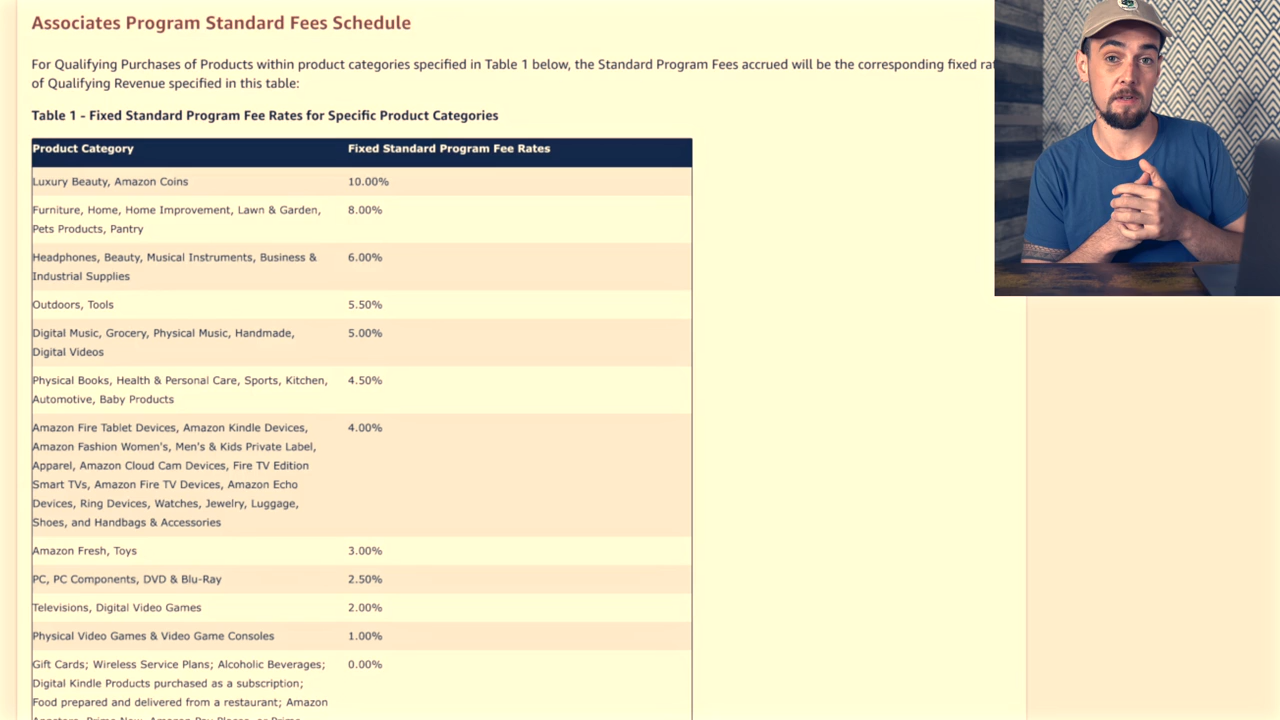 Associates Program Standard Fees Schedule
For Qualifying Purchases of Products within product categories specified in Table 1 below, the Standard Program Fees accrued will be the corresponding fixed
of Qualifying Revenue specified in this table:
Table 1 - Fixed Standard Program Fee Rates for Specific Product Categories
Product Category Fixed Standard Program Fee Rates
Luxury Beauty, Amazon Coins 10.00%
Furniture, Home, Home Improvement, Lawn & Garden, 8.00%
Pets Products, Pantry
Headphones, Beauty, Musical Instruments, Business & 6.00%
Industrial Supplies
Outdoors, Tools 5.50%
Digital Music, Grocery, Physical Music, Handmade, 5.00%
Digital Videos
Physical Books, Health & Personal Care, Sports, Kitchen, 4.50%
Automotive, Baby Products
Amazon Fire Tablet Devices, Amazon Kindle Devices, 4.00%
Amazon Fashion Women's, Men's & Kids Private Label,
Apparel, Amazon Cloud Cam Devices, Fire TV Edition
Smart TVs, Amazon Fire TV Devices, Amazon Echo
Devices, Ring Devices, Watches, Jewelry, Luggage,
Shoes, and Handbags & Accessories
Amazon Fresh, Toys 3.00%
PC, PC Components, DVD & Blu-Ray 2.50%
Televisions, Digital Video Games 2.00%
Physical Video Games & Video Game Consoles 1.00%
Gift Cards; Wireless Service Plans; Alcoholic Beverages; 0.00%
Digital Kindle Products purchased as a subscription;
Food prepared and delivered from a restaurant; Amazon